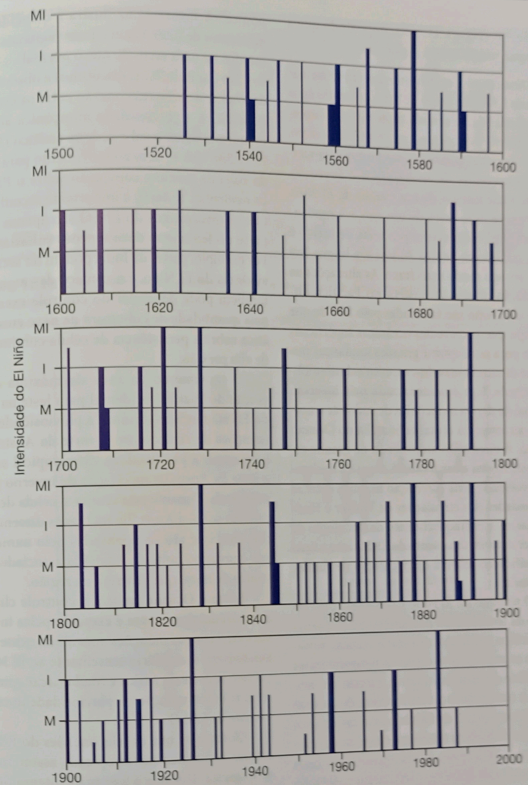 Intensidade do El Niño
MI
I
M
1500 1520 1540 1560 1580 1600
MI
I
M
1600 1620 1640 1660 1680 1700
MI
I
M
1700 1720 1740 1760 1780 1800
MI
I
M
1800 1820 1840 1860 1880 1900
MI
I
M
1900 1920 1940 1960 1980 2000